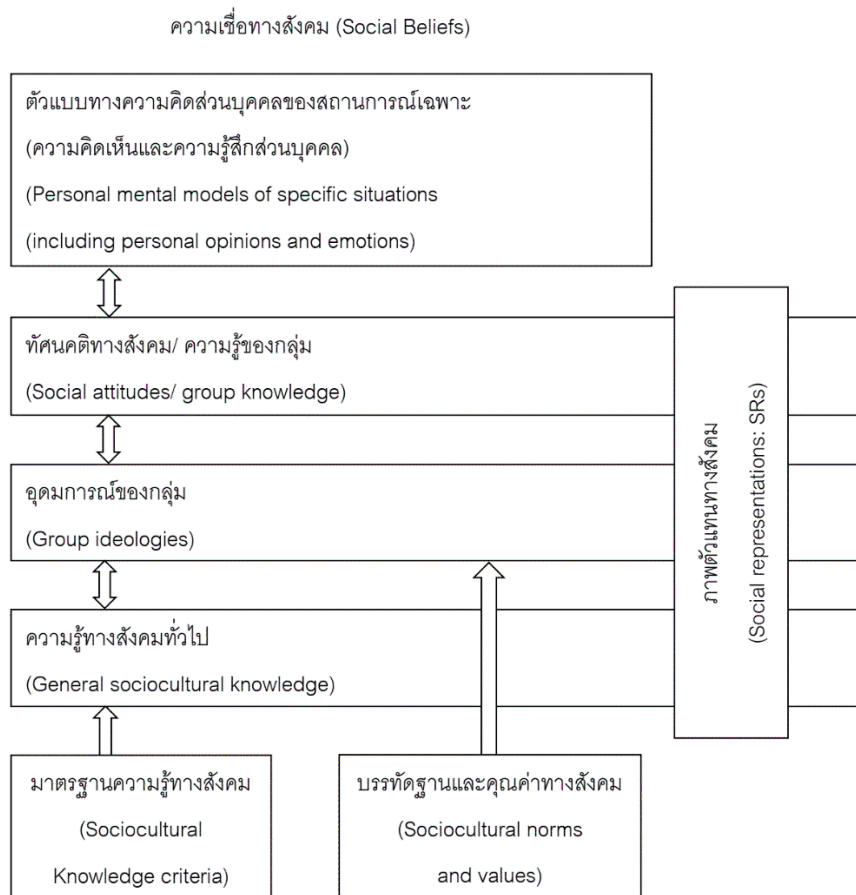 ความเชื่อทางสังคม (Social Beliefs)
ตัวแบบทางความคิดส่วนบุคคลของสถานการณ์เฉพาะ
(ความคิดเห็นและความรู้สึกส่วนบุคคล)
(Personal mental models of specific situations
(including personal opinions and emotions)
ทัศนคติทางสังคม/ ความรู้ของกลุ่ม
(Social attitudes/ group knowledge)
อุดมการณ์ของกลุ่ม
(Group ideologies)
ความรู้ทางสังคมทั่วไป
(General sociocultural knowledge)
ภาพตัวแทนทางสังคม
(Social representations: SRs)
มาตรฐานความรู้ทางสังคม
(Sociocultural
Knowledge criteria)
บรรทัดฐานและคุณค่าทางสังคม
(Sociocultural norms
and values)